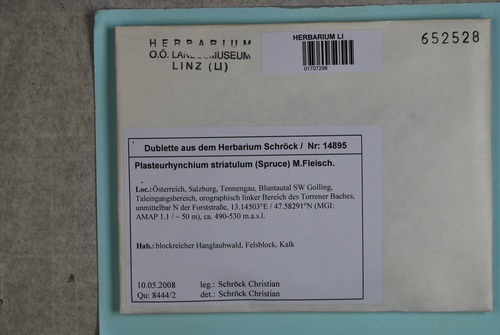 HERBARIUM
O.Ö. LANDESMUSEUM
LINZ (LI)
HERBARIUM LI
01707298
652528
Dublette aus dem Herbarium Schröck / Nr: 14895
Plasteurhynchium striatulum (Spruce) M.Fleisch.
Loc.:Österreich, Salzburg, Tennengau, Bluntautal SW Golling,
Taleingangsbereich, orographisch linker Bereich des Torrener Baches,
unmittelbar N der Forststraße, 13.14503°E / 47.58291°N (MGI:
AMAP 1.1 / ~ 50 m), ca. 490-530 m.a.s.l.
Hab.:blockreicher Hanglaubwald, Felsblock, Kalk
10.05.2008 leg.: Schröck Christian
Qu: 8444/2 det.: Schröck Christian